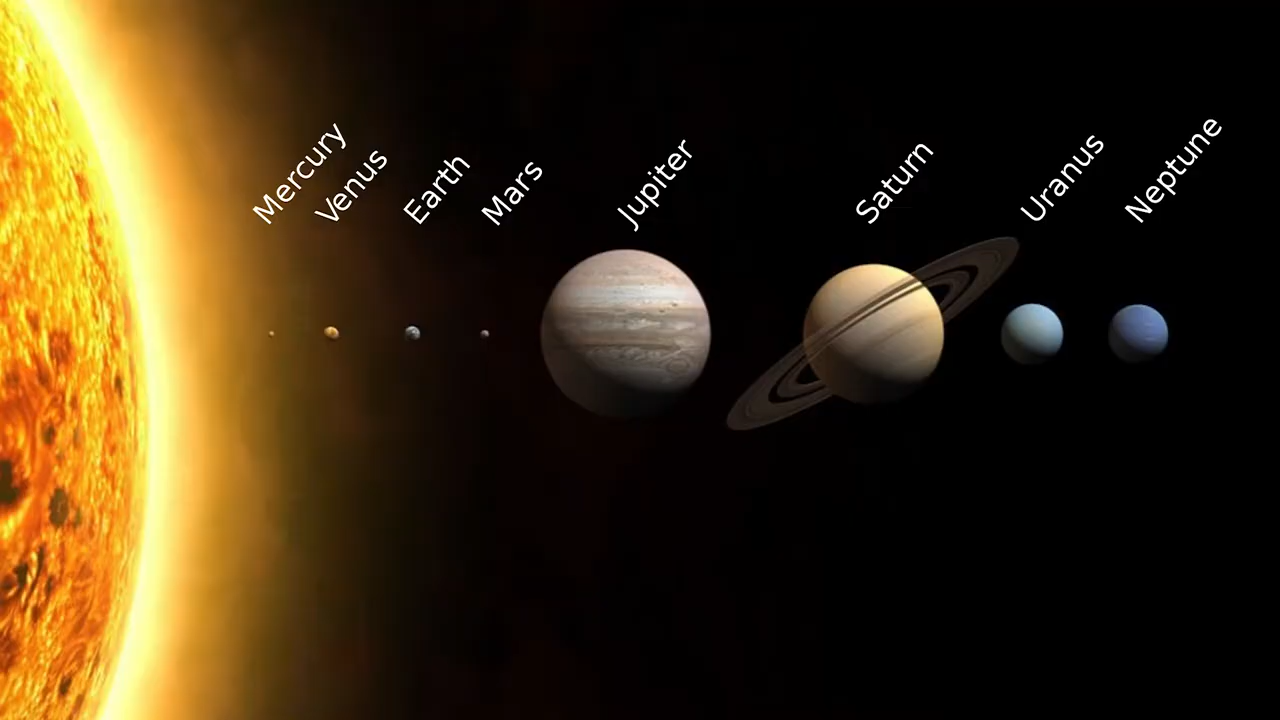 Mercury
Venus
Earth
Mars
Jupiter
Saturn
Uranus
Neptune